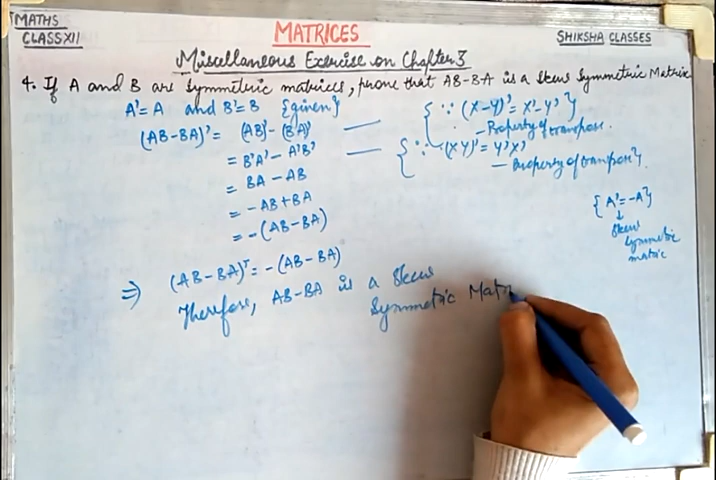 MATHS
CLASS XII
MATRICES
SHIKSHA CLASSES
Miscellaneous Exercise on Chapter 3
4. If A and B are symmetric matrices, prove that AB-BA is a Skew Symmetric Matrix
A'=A and B'=B {given}
(AB-BA)' = (AB)' - (BA)'
{∵ (X-Y)' = X'-Y'}
- Property of transpose
= B'A' - A'B'
{∵ (XY)' = Y'X'
- Property of transpose}
= BA - AB
= -AB+BA
= -(AB-BA)
{A'=-A}
↓
Skew
Symmetric
matrix
⇒ (AB-BA)ᵀ = -(AB-BA)
Therefore, AB-BA is a Skew
Symmetric Matr